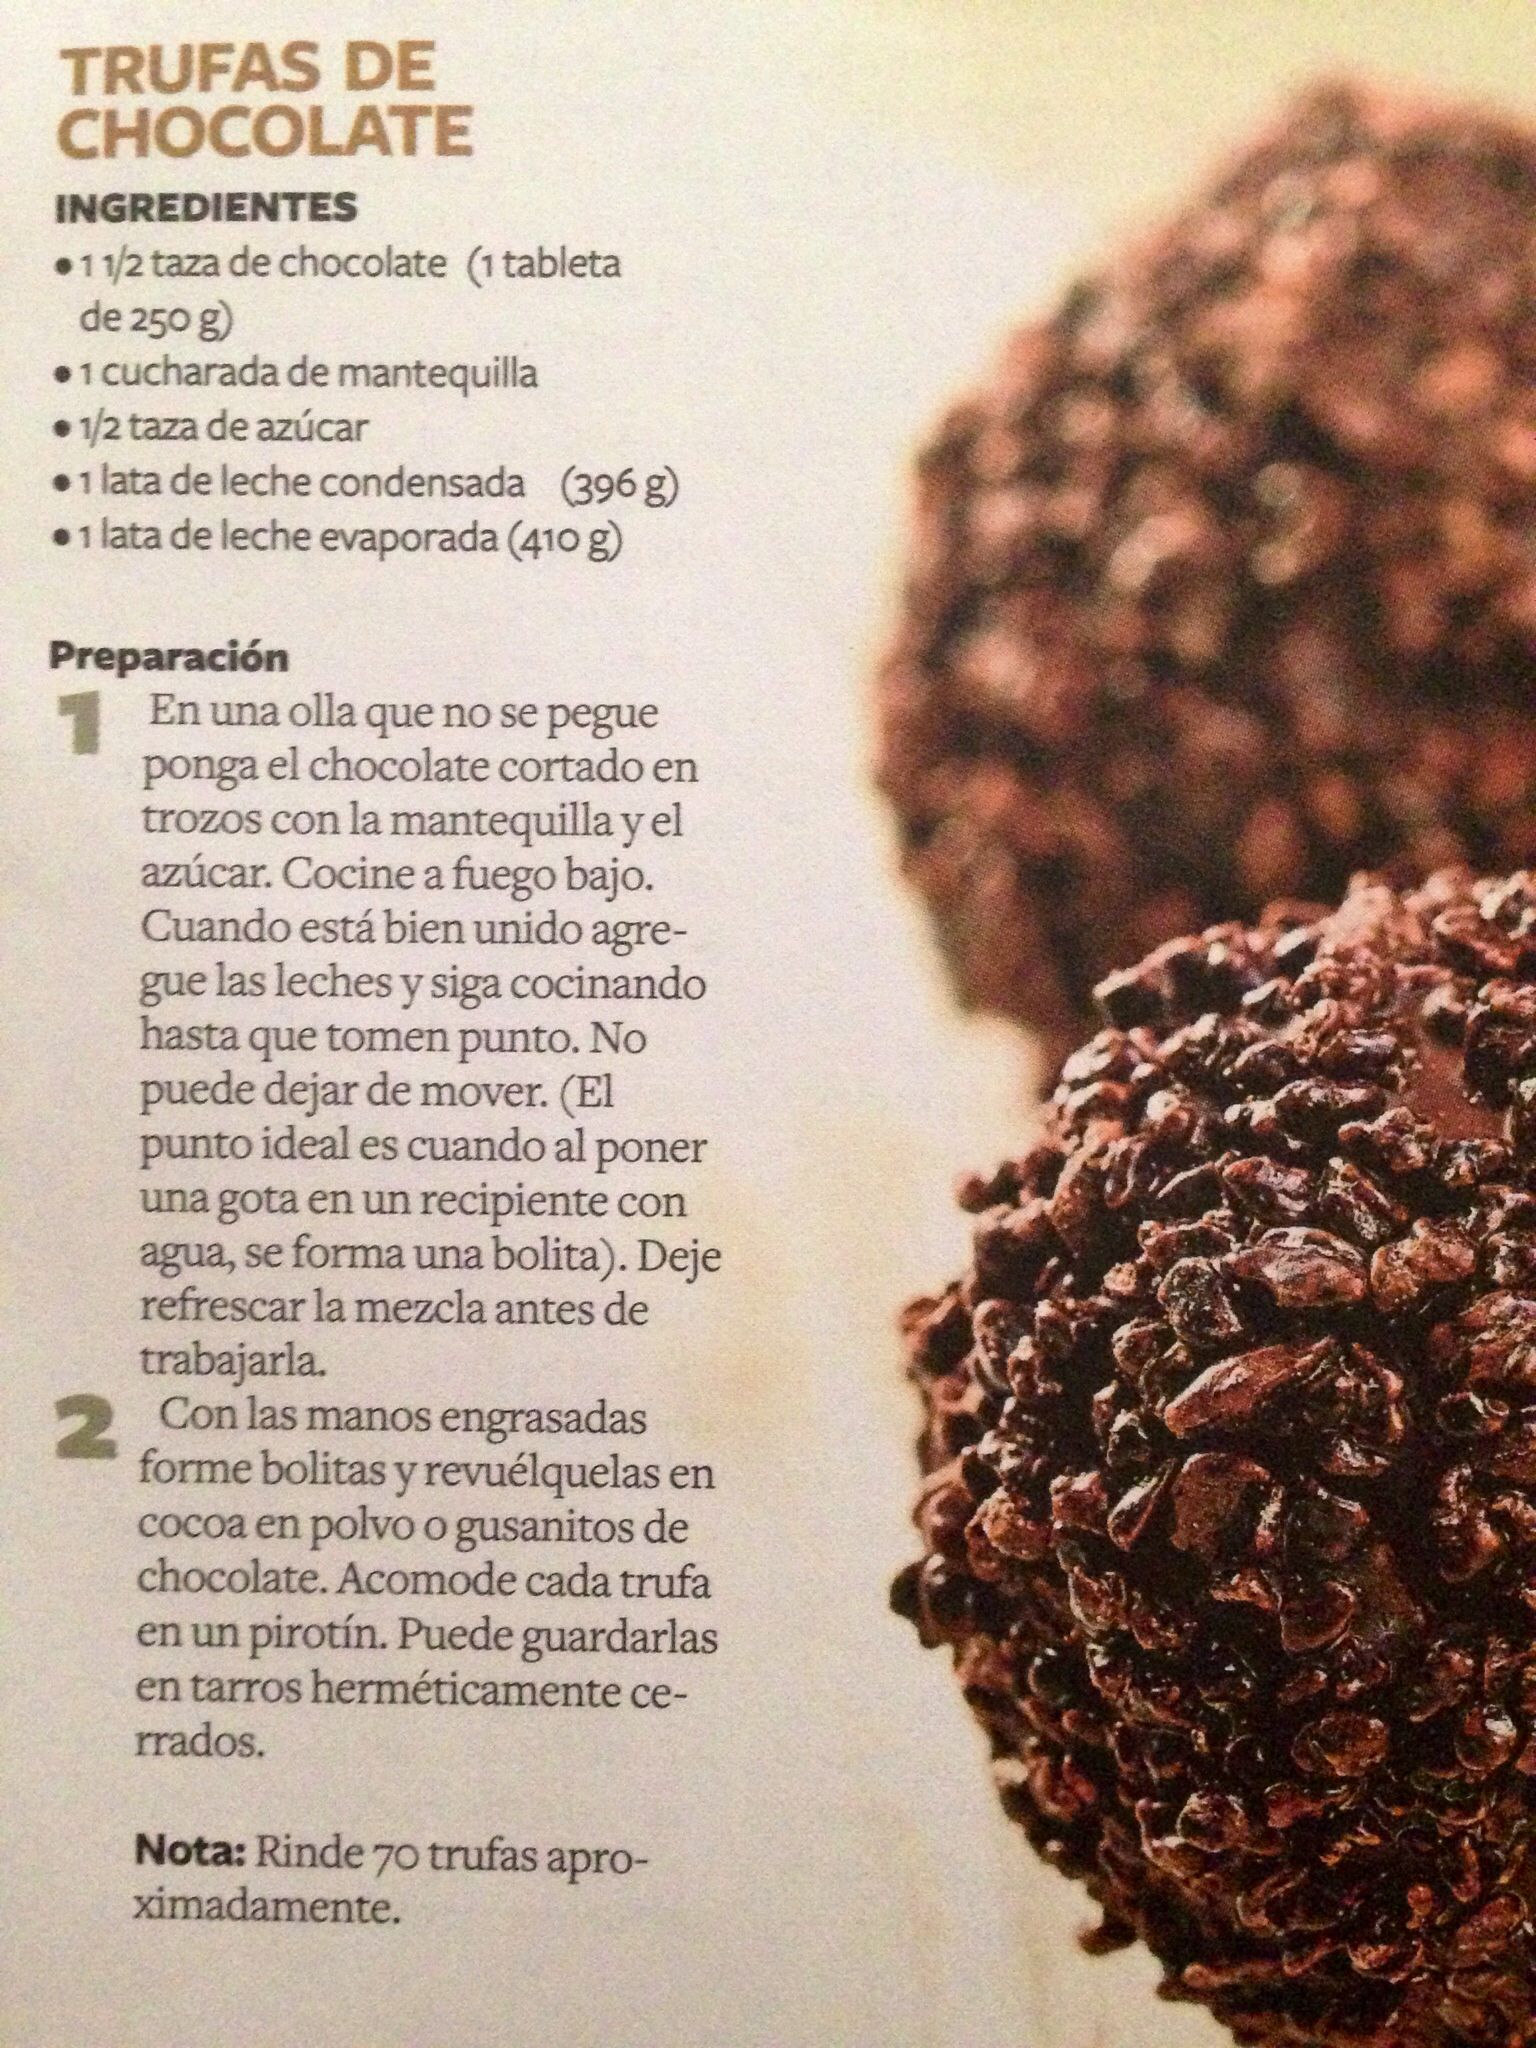 TRUFAS DE
CHOCOLATE
INGREDIENTES
• 1 1/2 taza de chocolate (1 tableta
de 250 g)
• 1 cucharada de mantequilla
• 1/2 taza de azúcar
• 1 lata de leche condensada (396 g)
• 1 lata de leche evaporada (410 g)
Preparación
1 En una olla que no se pegue
ponga el chocolate cortado en
trozos con la mantequilla y el
azúcar. Cocine a fuego bajo.
Cuando está bien unido agre-
gue las leches y siga cocinando
hasta que tomen punto. No
puede dejar de mover. (El
punto ideal es cuando al poner
una gota en un recipiente con
agua, se forma una bolita). Deje
refrescar la mezcla antes de
trabajarla.
2 Con las manos engrasadas
forme bolitas y revuélquelas en
cocoa en polvo o gusanitos de
chocolate. Acomode cada trufa
en un pirotín. Puede guardarlas
en tarros herméticamente ce-
rrados.
Nota: Rinde 70 trufas apro-
ximadamente.